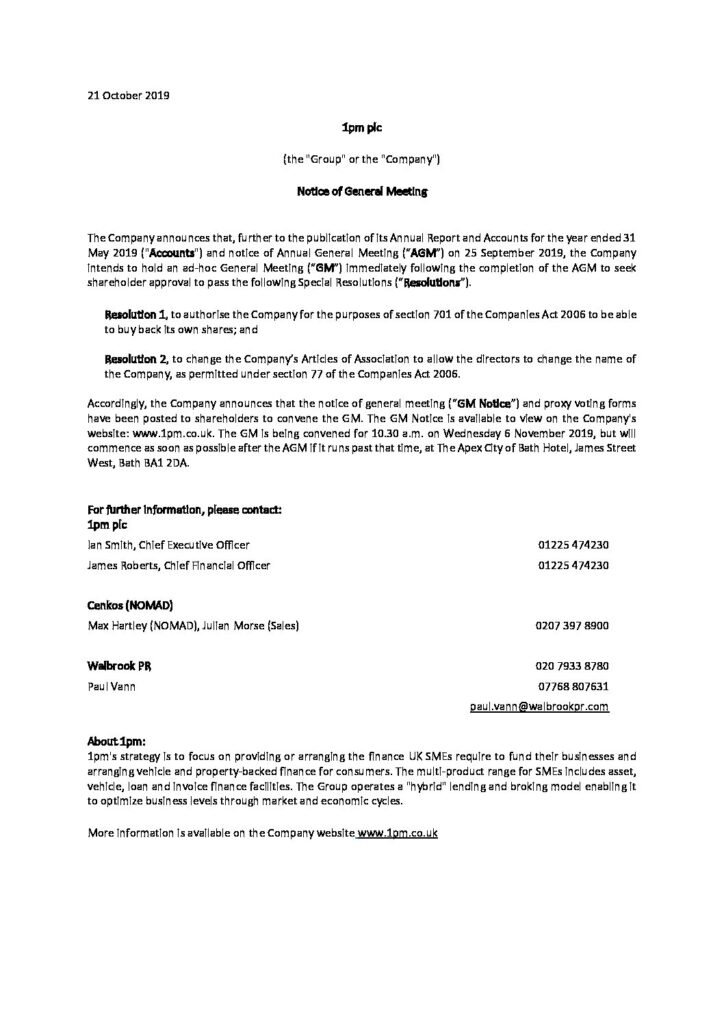 21 October 2019
1pm plc
(the "Group" or the "Company")
Notice of General Meeting
The Company announces that, further to the publication of its Annual Report and Accounts for the year ended 31
May 2019 ("Accounts") and notice of Annual General Meeting ("AGM") on 25 September 2019, the Company
intends to hold an ad-hoc General Meeting ("GM") immediately following the completion of the AGM to seek
shareholder approval to pass the following Special Resolutions ("Resolutions").
Resolution 1, to authorise the Company for the purposes of section 701 of the Companies Act 2006 to be able
to buy back its own shares; and
Resolution 2, to change the Company's Articles of Association to allow the directors to change the name of
the Company, as permitted under section 77 of the Companies Act 2006.
Accordingly, the Company announces that the notice of general meeting ("GM Notice") and proxy voting forms
have been posted to shareholders to convene the GM. The GM Notice is available to view on the Company's
website: www.1pm.co.uk. The GM is being convened for 10.30 a.m. on Wednesday 6 November 2019, but will
commence as soon as possible after the AGM if it runs past that time, at The Apex City of Bath Hotel, James Street
West, Bath BA1 2DA.
For further information, please contact:
1pm plc
Ian Smith, Chief Executive Officer 01225 474230
James Roberts, Chief Financial Officer 01225 474230
Cenkos (NOMAD)
Max Hartley (NOMAD), Julian Morse (Sales) 0207 397 8900
Walbrook PR 020 7933 8780
Paul Vann 07768 807631
paul.vann@walbrookpr.com
About 1pm:
1pm's strategy is to focus on providing or arranging the finance UK SMEs require to fund their businesses and
arranging vehicle and property-backed finance for consumers. The multi-product range for SMEs includes asset,
vehicle, loan and invoice finance facilities. The Group operates a "hybrid" lending and broking model enabling it
to optimize business levels through market and economic cycles.
More information is available on the Company website www.1pm.co.uk